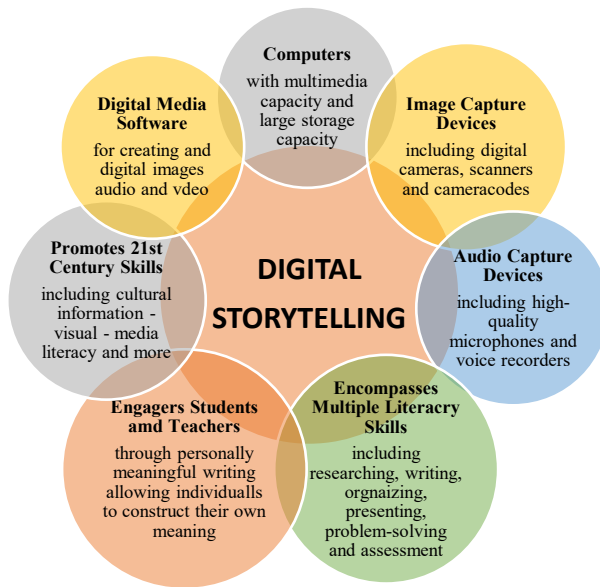 Computers
with multimedia
capacity and
large storage
capacity
Image Capture
Devices
including digital
cameras, scanners
and cameracodes
Audio Capture
Devices
including high-
quality
microphones and
voice recorders
Encompasses
Multiple Literacry
Skills
including
researching, writing,
orgnaizing,
presenting,
problem-solving
and assessment
Engagers Students
amd Teachers
through personally
meaningful writing
allowing individualls
to construct their own
meaning
Promotes 21st
Century Skills
including cultural
information -
visual - media
literacy and more
Digital Media
Software
for creating and
digital images
audio and vdeo
DIGITAL
STORYTELLING